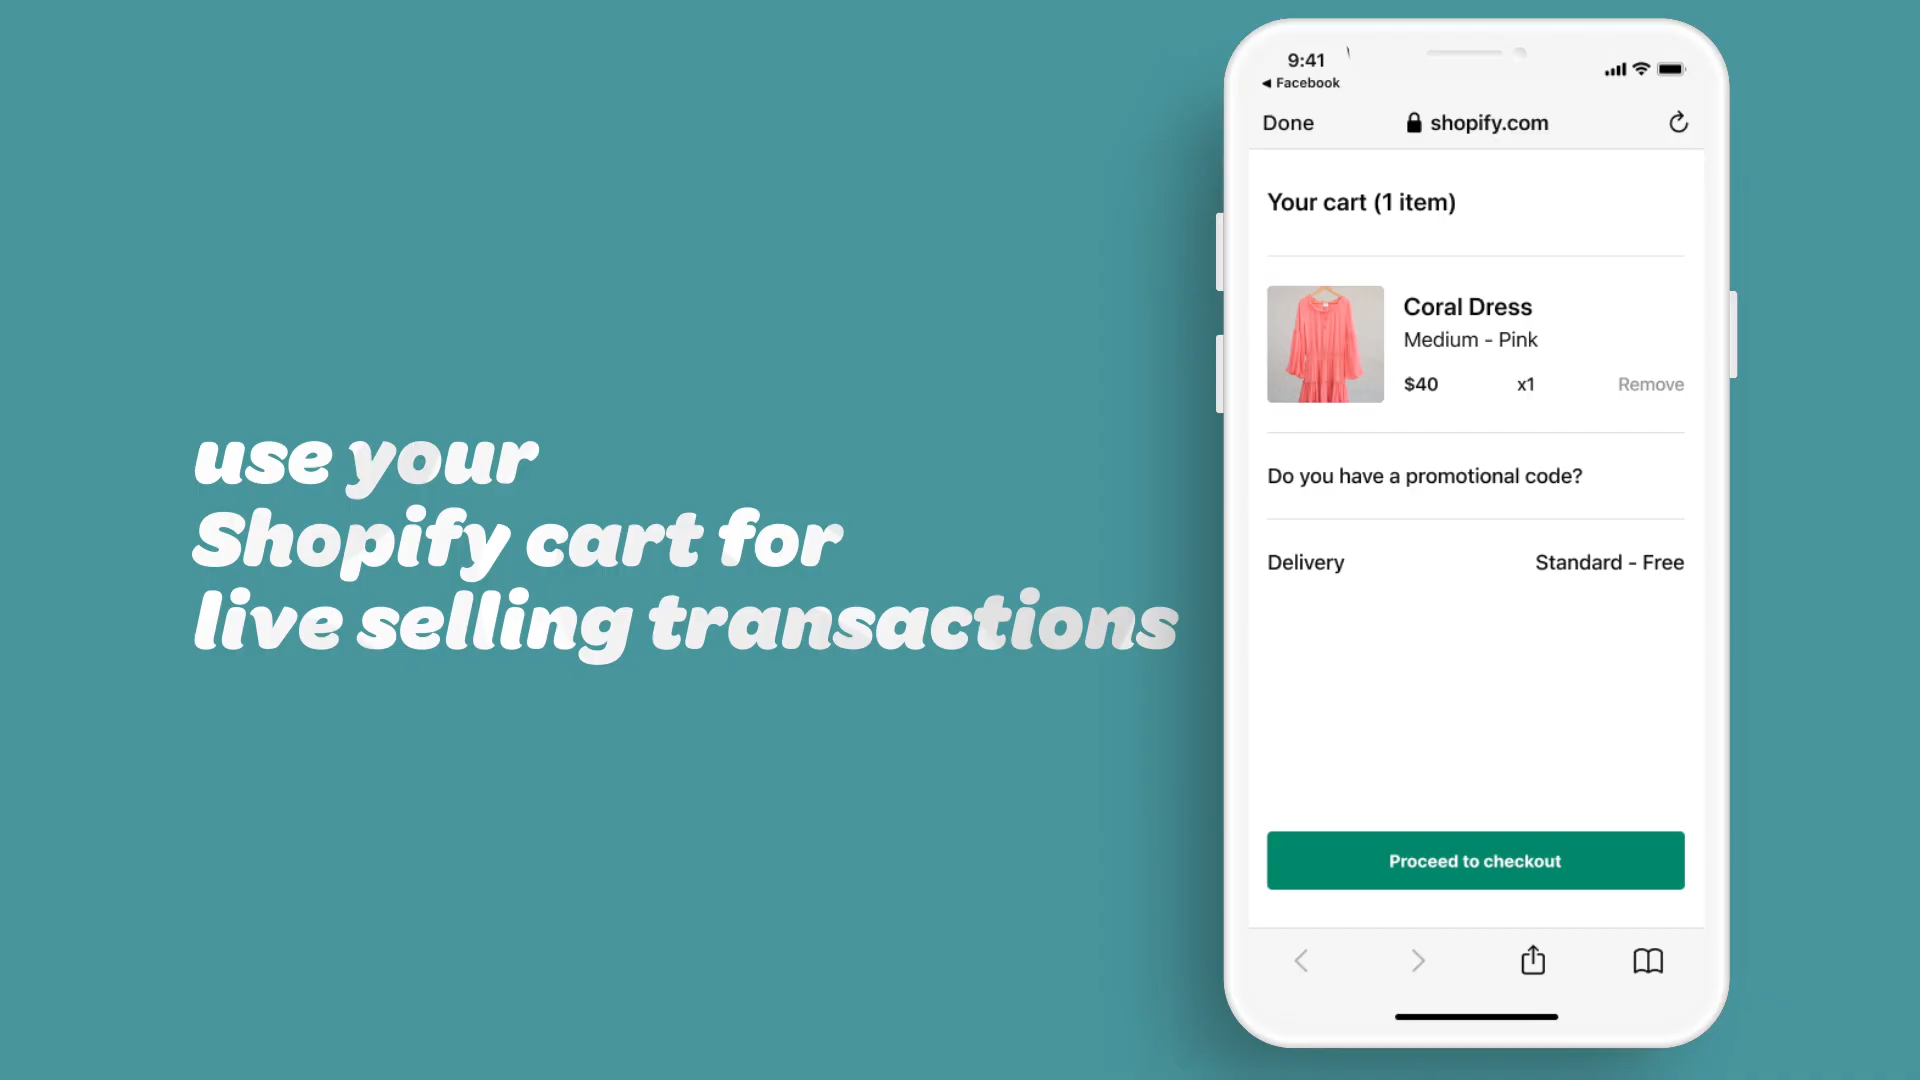 use your
Shopify cart for
live selling transactions
9:41
◀ Facebook
Done
shopify.com
Your cart (1 item)
Coral Dress
Medium - Pink
$40 x1 Remove
Do you have a promotional code?
Delivery Standard - Free
Proceed to checkout